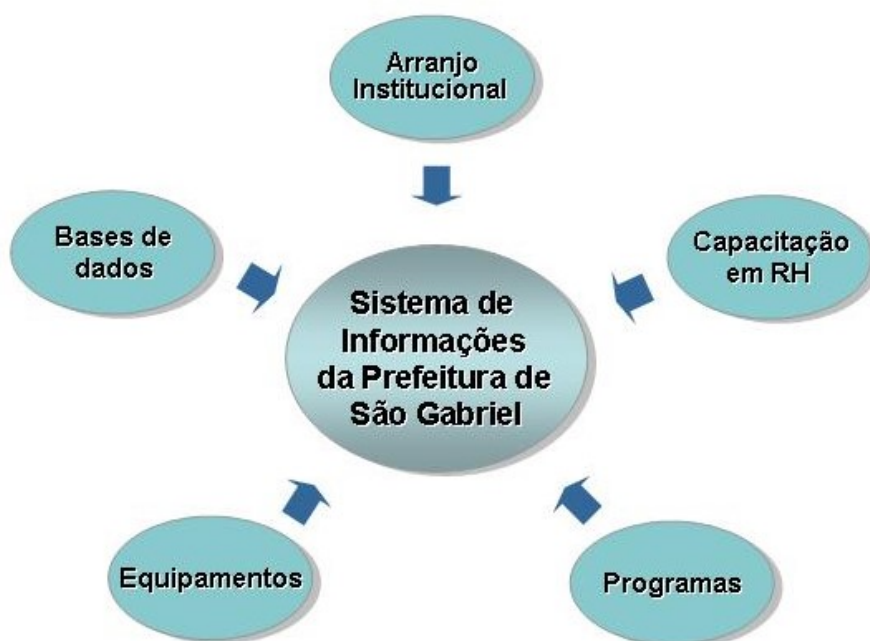 Arranjo
Institucional
Bases de
dados
Capacitação
em RH
Sistema de
Informações
da Prefeitura de
São Gabriel
Equipamentos
Programas